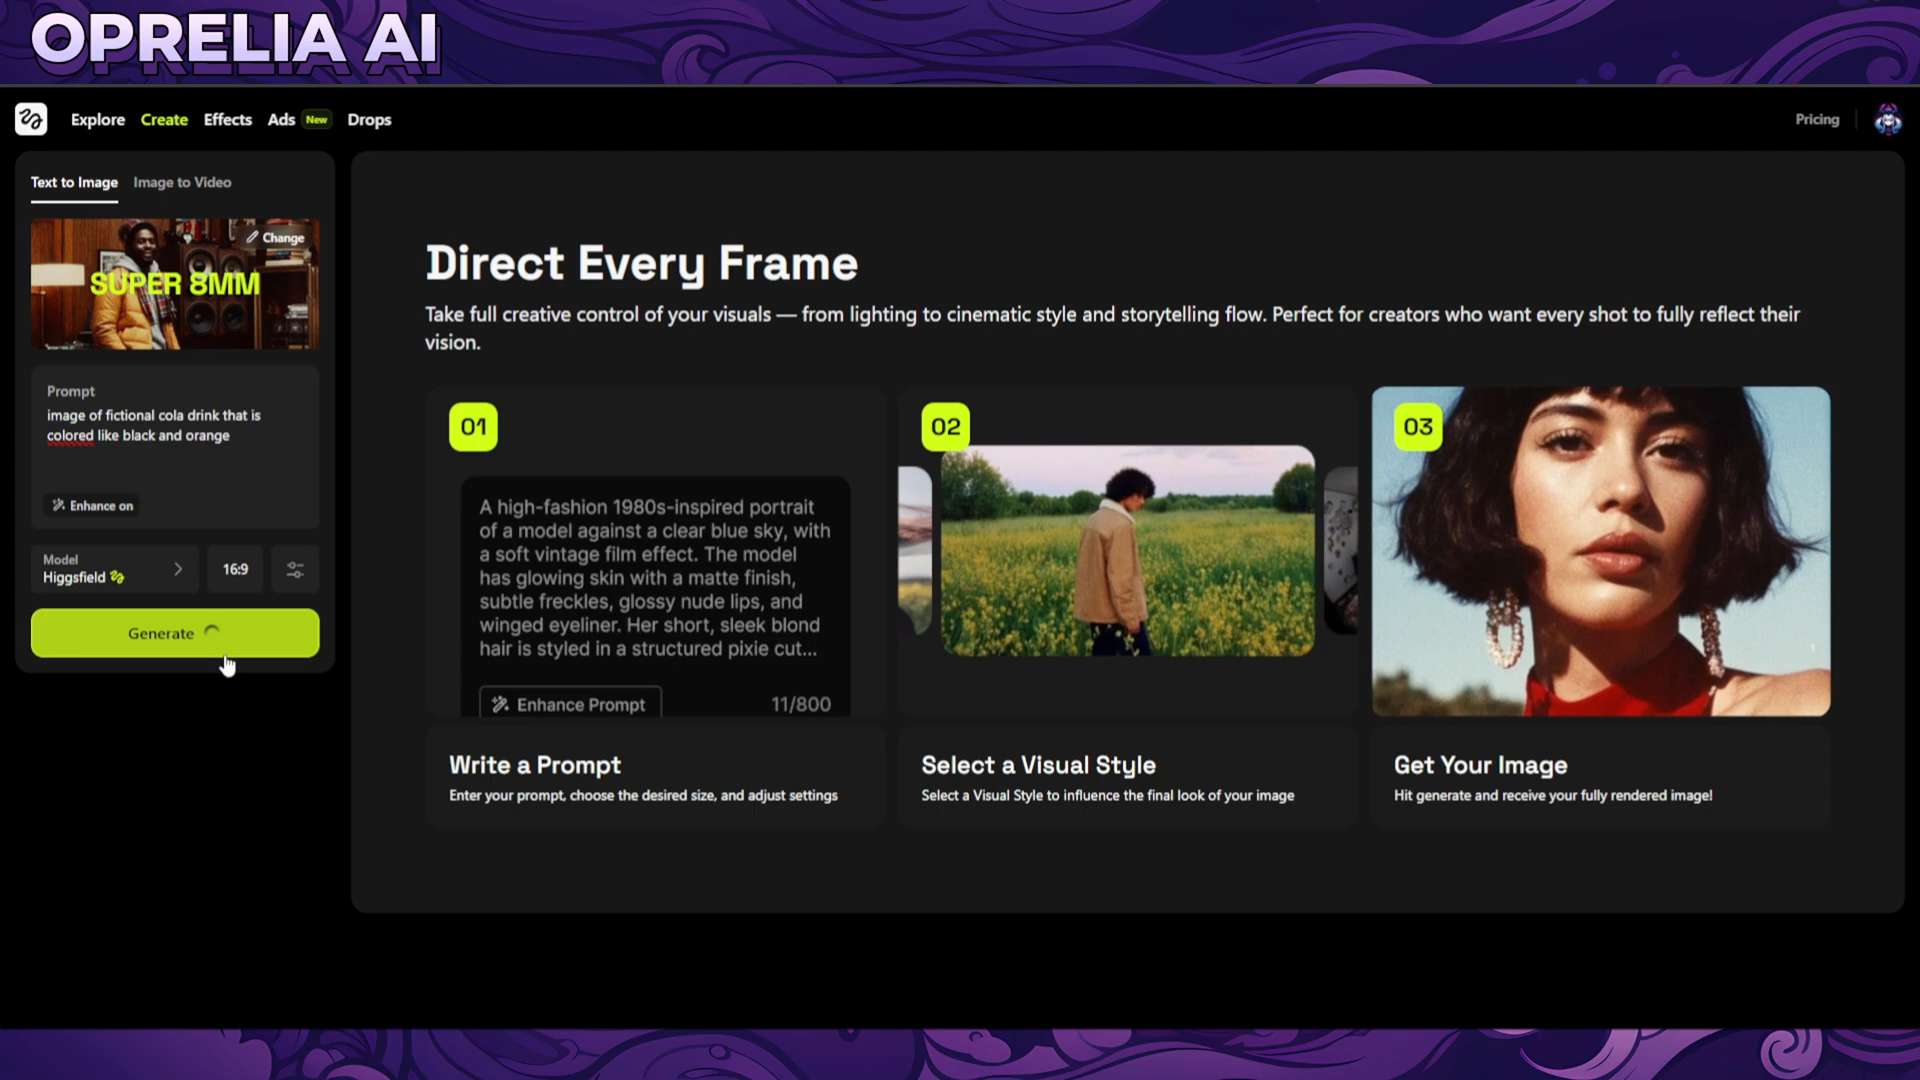 OPRELIA AI
Explore Create Effects Ads New Drops
Pricing
Text to Image Image to Video
Change
SUPER 8MM
Prompt
image of fictional cola drink that is
colored like black and orange
Enhance on
Model
Higgsfield
16:9
Generate
Direct Every Frame
Take full creative control of your visuals — from lighting to cinematic style and storytelling flow. Perfect for creators who want every shot to fully reflect their
vision.
01
A high-fashion 1980s-inspired portrait
of a model against a clear blue sky, with
a soft vintage film effect. The model
has glowing skin with a matte finish,
subtle freckles, glossy nude lips, and
winged eyeliner. Her short, sleek blond
hair is styled in a structured pixie cut...
Enhance Prompt 11/800
Write a Prompt
Enter your prompt, choose the desired size, and adjust settings
02
Select a Visual Style
Select a Visual Style to influence the final look of your image
03
Get Your Image
Hit generate and receive your fully rendered image!